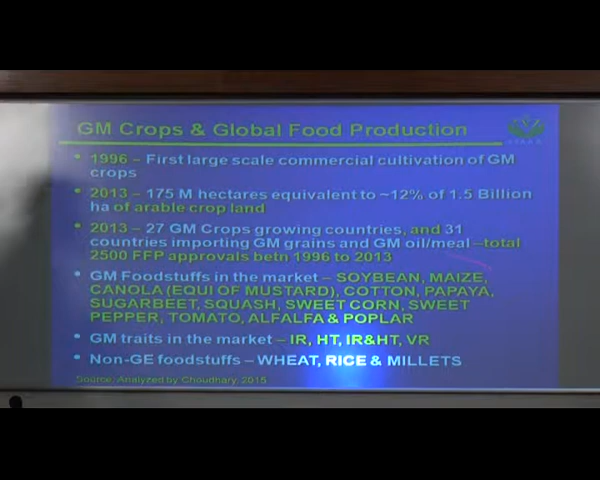 GM Crops & Global Food Production
• 1996 – First large scale commercial cultivation of GM
crops
• 2013 – 175 M hectares equivalent to ~12% of 1.5 Billion
ha of arable crop land
• 2013 – 27 GM Crops growing countries, and 31
countries importing GM grains and GM oil/meal –total
2500 FFP approvals betn 1996 to 2013
• GM Foodstuffs in the market – SOYBEAN, MAIZE,
CANOLA (EQUI OF MUSTARD), COTTON, PAPAYA,
SUGARBEET, SQUASH, SWEET CORN, SWEET
PEPPER, TOMATO, ALFALFA & POPLAR
• GM traits in the market – IR, HT, IR&HT, VR
• Non-GE foodstuffs – WHEAT, RICE & MILLETS
Source: Analyzed by Choudhary, 2015